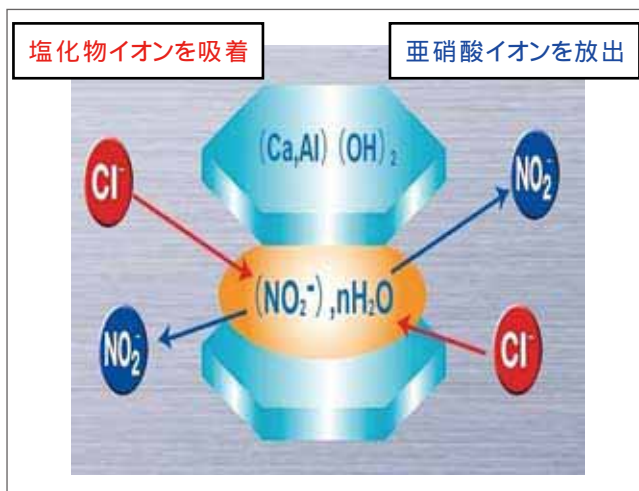 塩化物イオンを吸着
亜硝酸イオンを放出
(Ca,Al) (OH)₂
Cl⁻
NO₂⁻
(NO₂⁻) ,nH₂O
NO₂⁻
Cl⁻